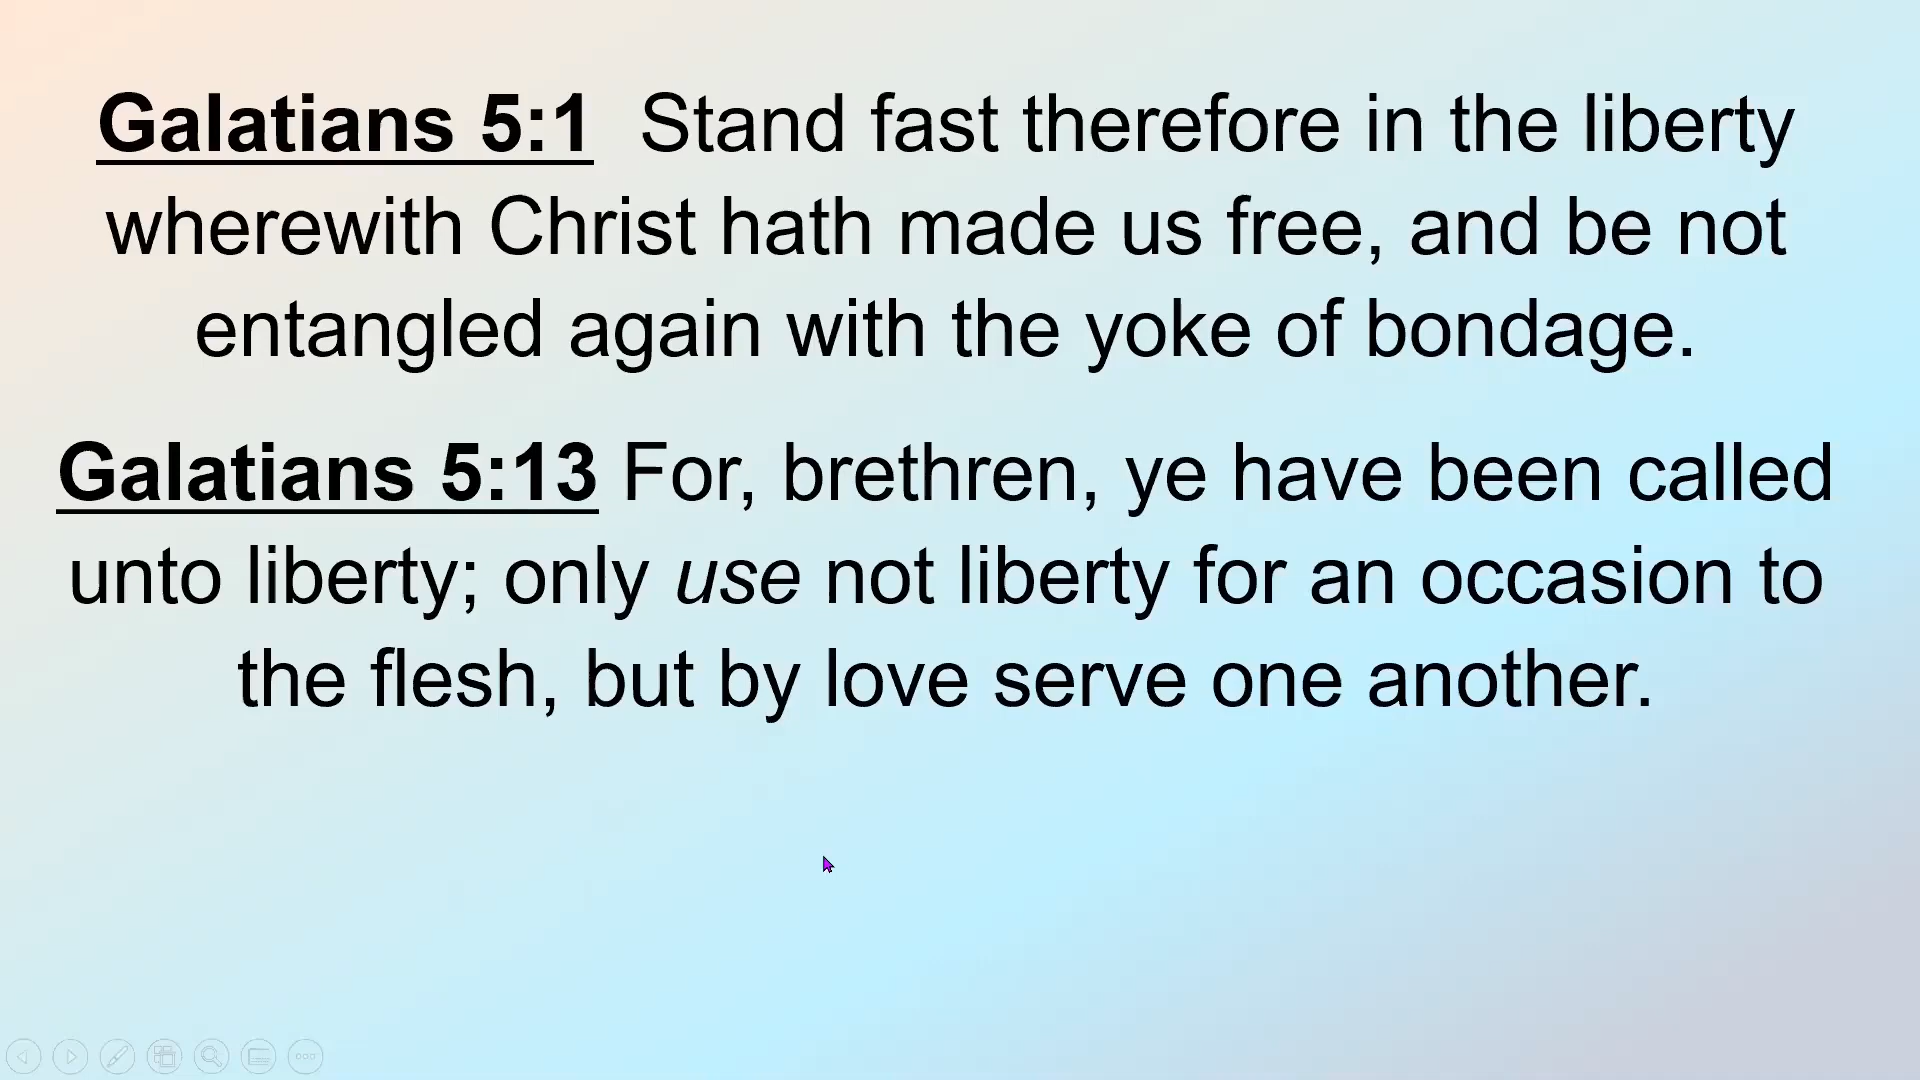 Galatians 5:1  Stand fast therefore in the liberty
wherewith Christ hath made us free, and be not
entangled again with the yoke of bondage.
Galatians 5:13 For, brethren, ye have been called
unto liberty; only use not liberty for an occasion to
the flesh, but by love serve one another.